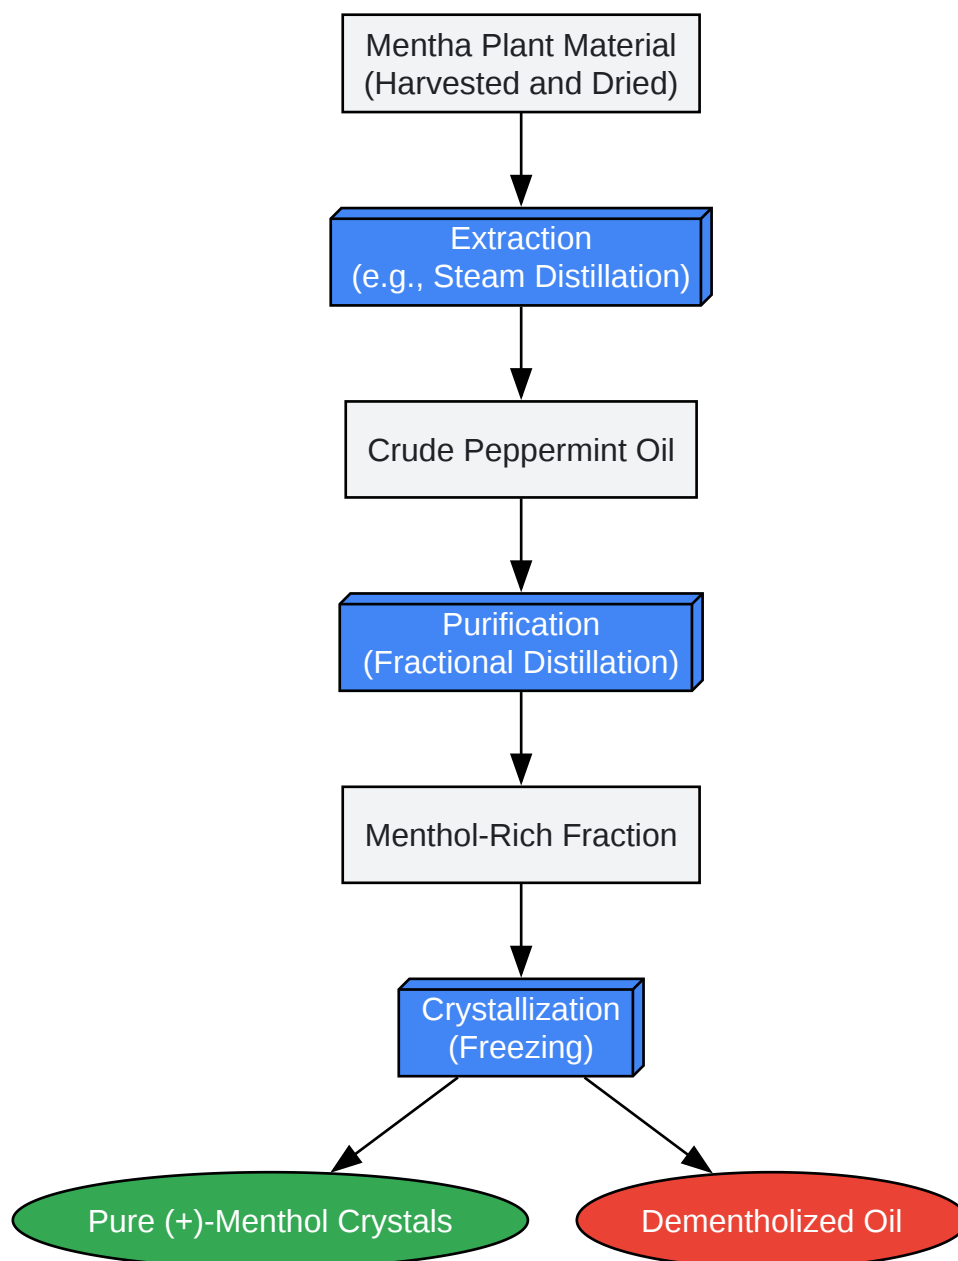 Mentha Plant Material
(Harvested and Dried)
Extraction
(e.g., Steam Distillation)
Crude Peppermint Oil
Purification
(Fractional Distillation)
Menthol-Rich Fraction
Crystallization
(Freezing)
Pure (+)-Menthol Crystals
Dementholized Oil